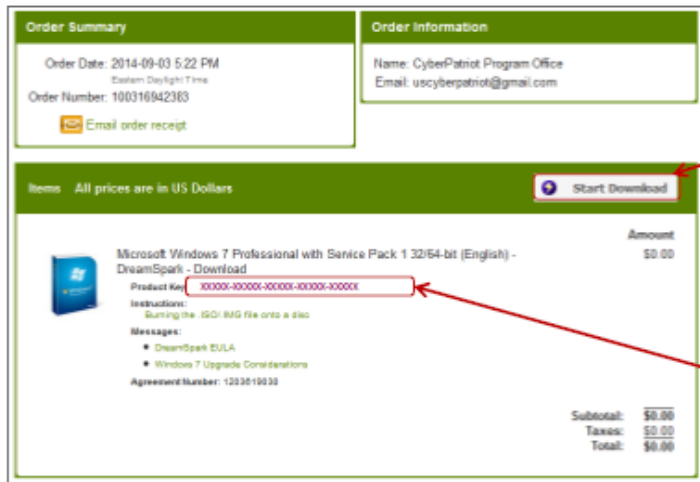 Order Summary
Order Date: 2014-09-03 5:22 PM
Eastern Daylight Time
Order Number: 100316942383
Email order receipt
Order Information
Name: CyberPatriot Program Office
Email: uscyberpatriot@gmail.com
Items All prices are in US Dollars
Start Download
Amount
Microsoft Windows 7 Professional with Service Pack 1 32/64-bit (English) - $0.00
DreamSpark - Download
Product Key XXXXX-XXXXX-XXXXX-XXXXX-XXXXX
Instructions:
Burning the .ISO/.IMG file onto a disc
Messages:
DreamSpark EULA
Windows 7 Upgrade Considerations
Agreement Number: 1203619030
Subtotal: $0.00
Taxes: $0.00
Total: $0.00